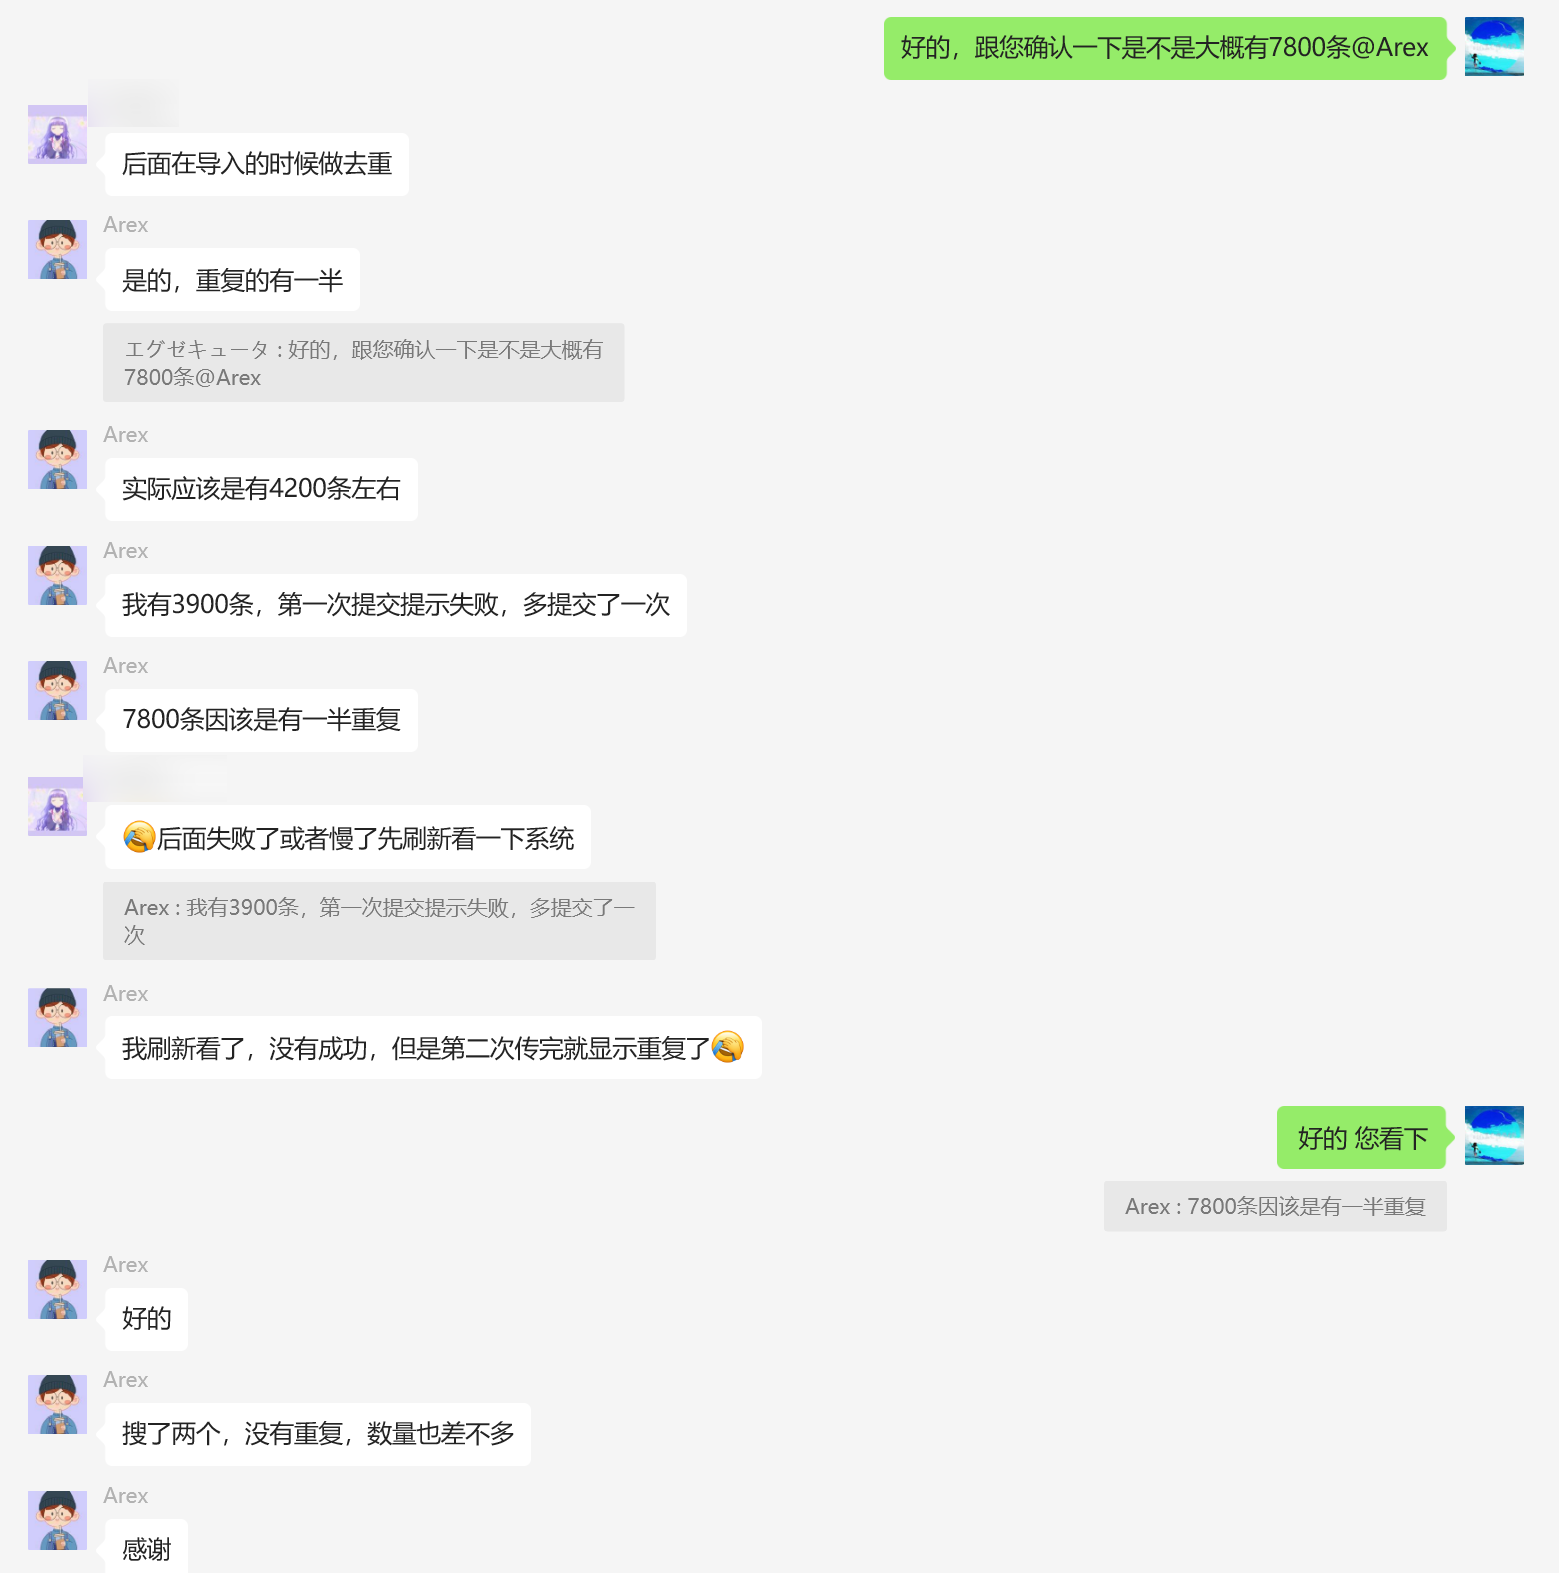 好的，跟您确认一下是不是大概有7800条@Arex
后面在导入的时候做去重
Arex
是的，重复的有一半
エグゼキュータ : 好的，跟您确认一下是不是大概有
7800条@Arex
Arex
实际应该是有4200条左右
Arex
我有3900条，第一次提交提示失败，多提交了一次
Arex
7800条因该是有一半重复
🤣后面失败了或者慢了先刷新看一下系统
Arex : 我有3900条，第一次提交提示失败，多提交了一
次
Arex
我刷新看了，没有成功，但是第二次传完就显示重复了🤣
好的 您看下
Arex : 7800条因该是有一半重复
Arex
好的
Arex
搜了两个，没有重复，数量也差不多
Arex
感谢